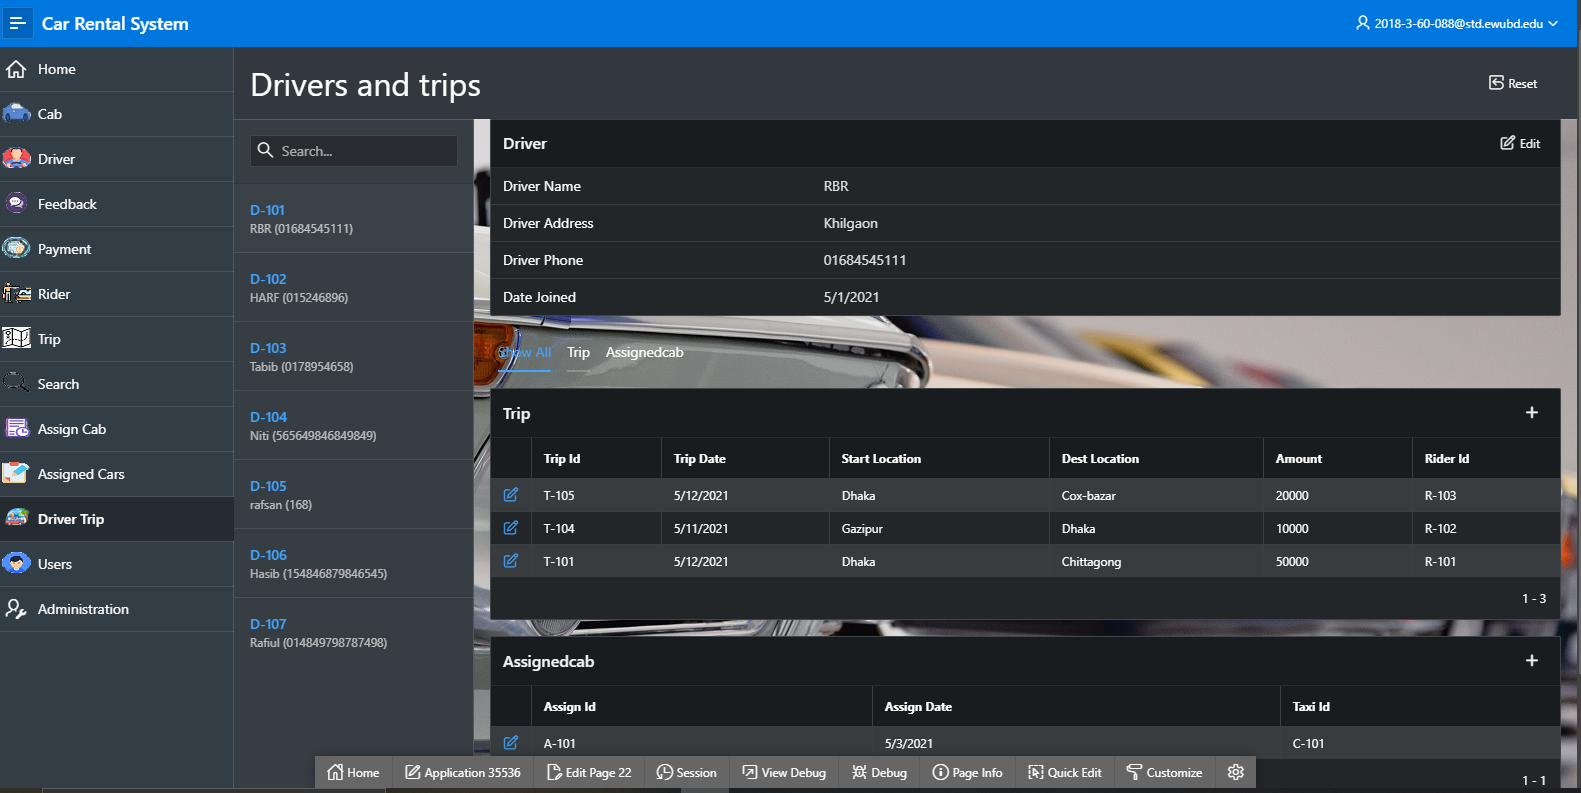 Car Rental System
2018-3-60-088@std.ewubd.edu
Home
Cab
Driver
Feedback
Payment
Rider
Trip
Search
Assign Cab
Assigned Cars
Driver Trip
Users
Administration
Drivers and trips
Reset
Search...
D-101
RBR (01684545111)
D-102
HARF (015246896)
D-103
Tabib (0178954658)
D-104
Niti (565649846849849)
D-105
rafsan (168)
D-106
Hasib (154846879846545)
D-107
Rafiul (014849798787498)
Driver Edit
Driver Name RBR
Driver Address Khilgaon
Driver Phone 01684545111
Date Joined 5/1/2021
Show All Trip Assignedcab
Trip +
Trip Id Trip Date Start Location Dest Location Amount Rider Id
T-105 5/12/2021 Dhaka Cox-bazar 20000 R-103
T-104 5/11/2021 Gazipur Dhaka 10000 R-102
T-101 5/12/2021 Dhaka Chittagong 50000 R-101
1 - 3
Assignedcab +
Assign Id Assign Date Taxi Id
A-101 5/3/2021 C-101
1 - 1
Home Application 35536 Edit Page 22 Session View Debug Debug Page Info Quick Edit Customize